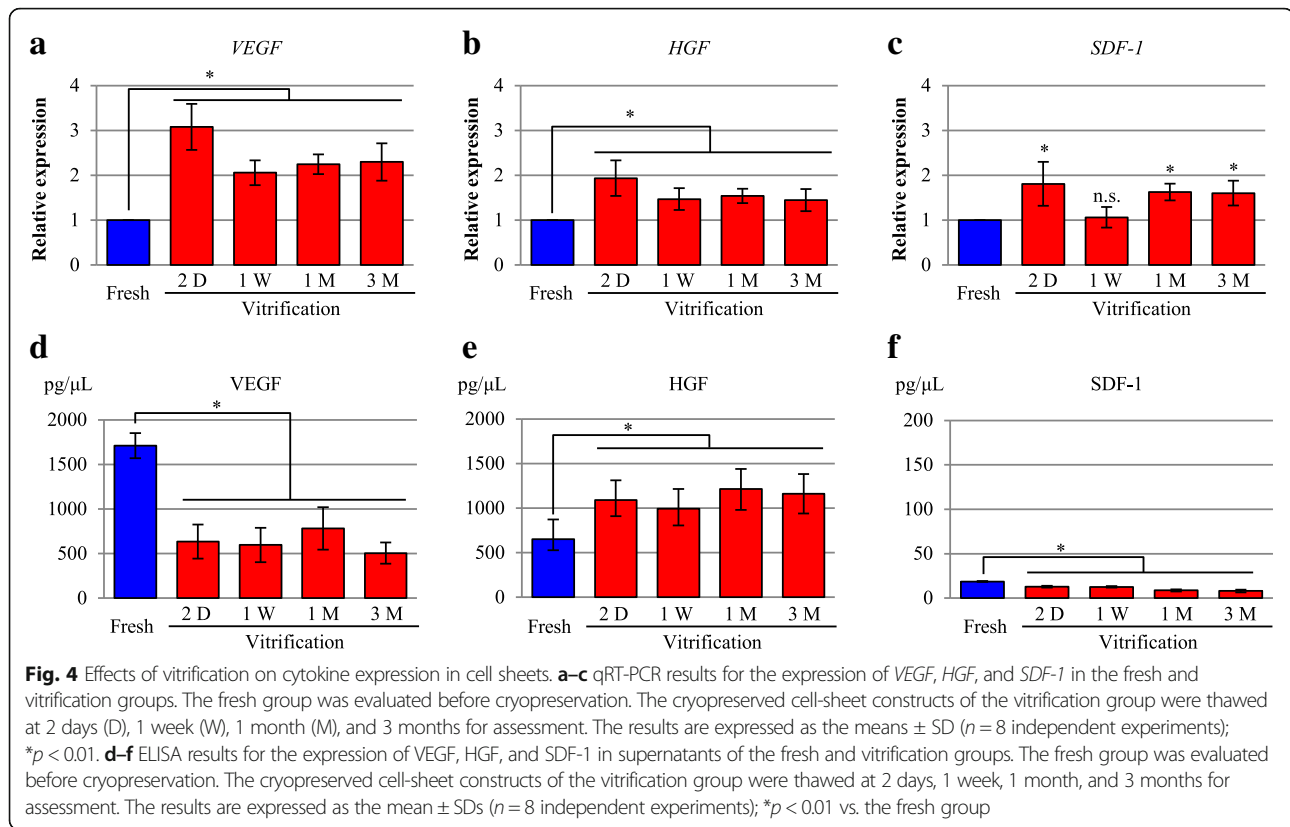 a VEGF
*
Relative expression
4
3
2
1
0
Fresh 2 D 1 W 1 M 3 M
Vitrification
b HGF
*
Relative expression
4
3
2
1
0
Fresh 2 D 1 W 1 M 3 M
Vitrification
c SDF-1
Relative expression
4
3
2
1
0
* n.s. * *
Fresh 2 D 1 W 1 M 3 M
Vitrification
d VEGF
pg/μL
*
2000
1500
1000
500
0
Fresh 2 D 1 W 1 M 3 M
Vitrification
e HGF
pg/μL
*
2000
1500
1000
500
0
Fresh 2 D 1 W 1 M 3 M
Vitrification
f SDF-1
pg/μL
*
200
150
100
50
0
Fresh 2 D 1 W 1 M 3 M
Vitrification
Fig. 4 Effects of vitrification on cytokine expression in cell sheets. a–c qRT-PCR results for the expression of VEGF, HGF, and SDF-1 in the fresh and
vitrification groups. The fresh group was evaluated before cryopreservation. The cryopreserved cell-sheet constructs of the vitrification group were thawed
at 2 days (D), 1 week (W), 1 month (M), and 3 months for assessment. The results are expressed as the means ± SD (n = 8 independent experiments);
*p < 0.01. d–f ELISA results for the expression of VEGF, HGF, and SDF-1 in supernatants of the fresh and vitrification groups. The fresh group was evaluated
before cryopreservation. The cryopreserved cell-sheet constructs of the vitrification group were thawed at 2 days, 1 week, 1 month, and 3 months for
assessment. The results are expressed as the mean ± SDs (n = 8 independent experiments); *p < 0.01 vs. the fresh group